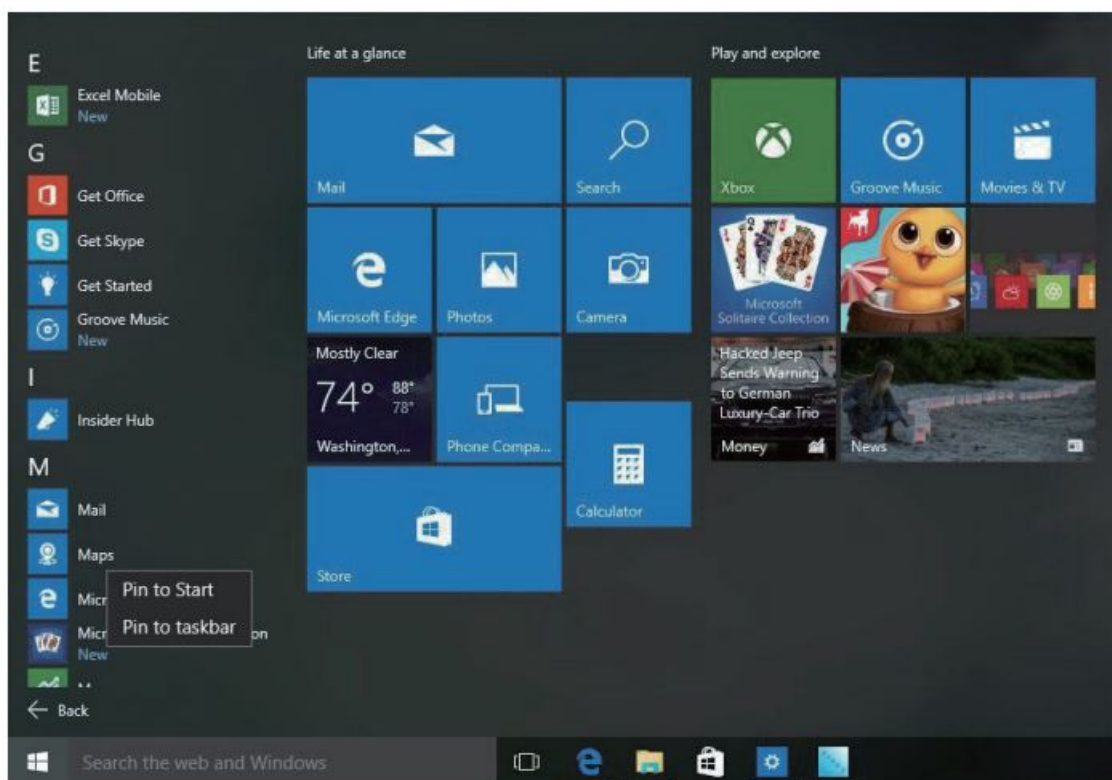 E
Excel Mobile
New
G
Get Office
Get Skype
Get Started
Groove Music
New
I
Insider Hub
M
Mail
Maps
Micr
Micr
on
New
Pin to Start
Pin to taskbar
Back
Life at a glance
Mail
Search
Microsoft Edge
Photos
Camera
Mostly Clear
74° 88°
78°
Washington,...
Phone Compa...
Calculator
Store
Play and explore
Xbox
Groove Music
Movies & TV
Microsoft
Solitaire Collection
Hacked Jeep
Sends Warning
to German
Luxury-Car Trio
Money
News
Search the web and Windows